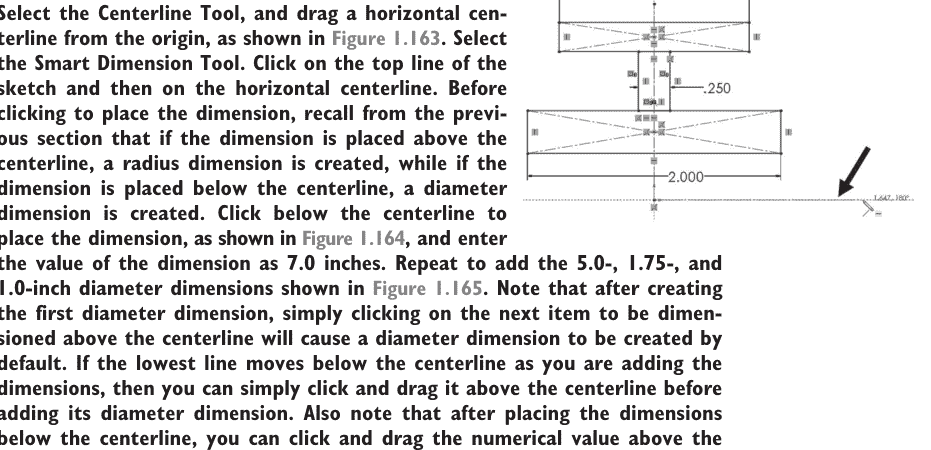 Select the Centerline Tool, and drag a horizontal cen-
terline from the origin, as shown in Figure 1.163. Select
the Smart Dimension Tool. Click on the top line of the
sketch and then on the horizontal centerline. Before
clicking to place the dimension, recall from the previ-
ous section that if the dimension is placed above the
centerline, a radius dimension is created, while if the
dimension is placed below the centerline, a diameter
dimension is created. Click below the centerline to
place the dimension, as shown in Figure 1.164, and enter
the value of the dimension as 7.0 inches. Repeat to add the 5.0-, 1.75-, and
1.0-inch diameter dimensions shown in Figure 1.165. Note that after creating
the first diameter dimension, simply clicking on the next item to be dimen-
sioned above the centerline will cause a diameter dimension to be created by
default. If the lowest line moves below the centerline as you are adding the
dimensions, then you can simply click and drag it above the centerline before
adding its diameter dimension. Also note that after placing the dimensions
below the centerline, you can click and drag the numerical value above the
.250
2.000
1.647, 180°